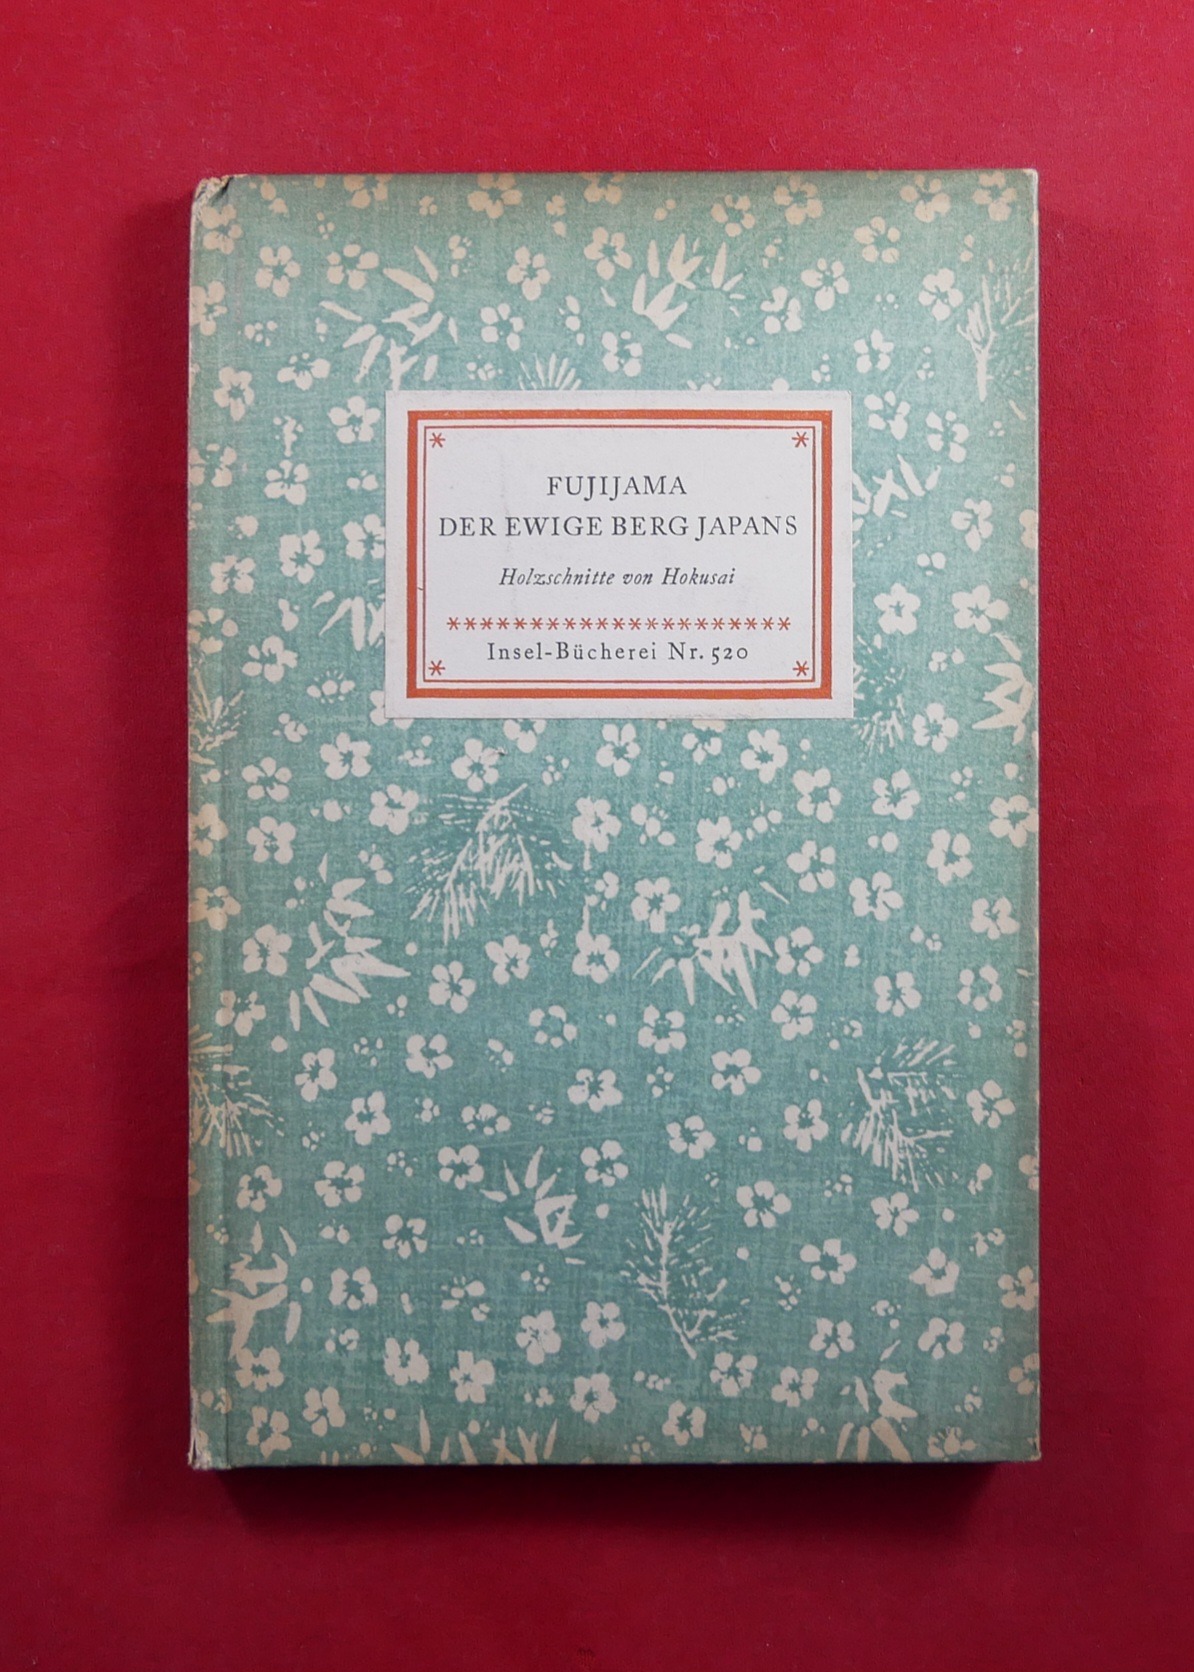 FUJIJAMA
DER EWIGE BERG JAPANS
Holzschnitte von Hokusai
Insel-Bücherei Nr. 520